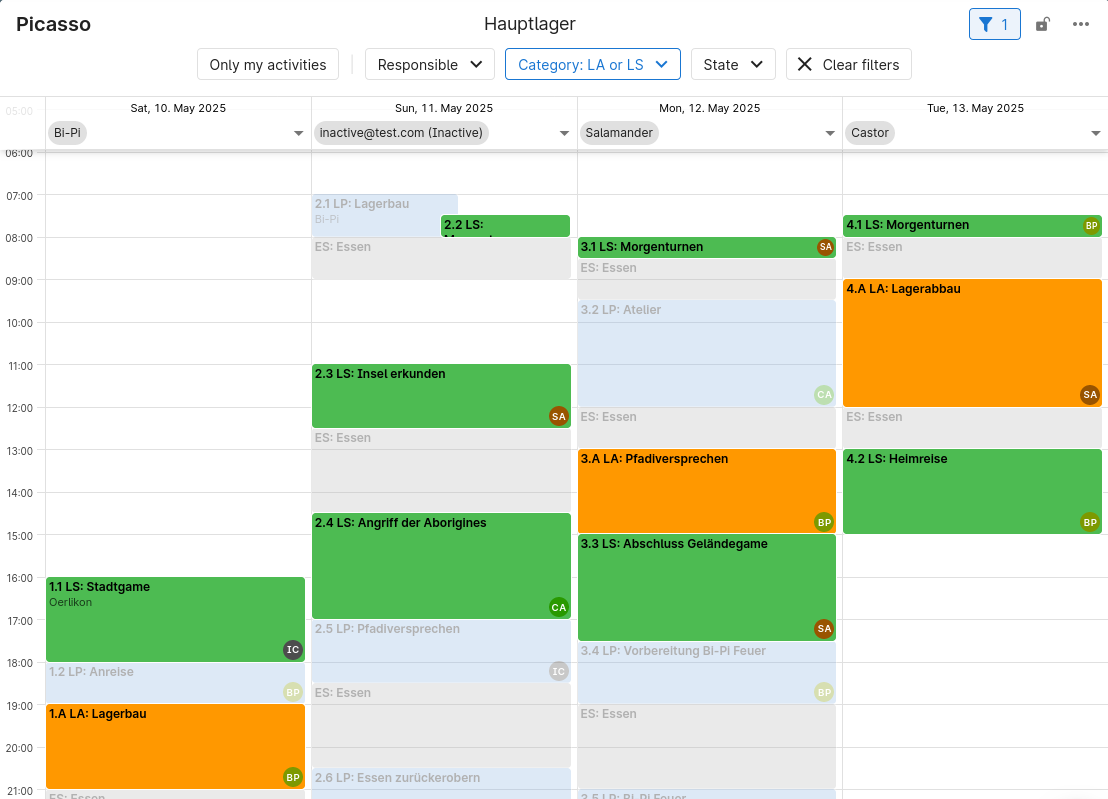 Picasso
Hauptlager
1
Only my activities
Responsible
Category: LA or LS
State
Clear filters
05:00
Sat, 10. May 2025
Sun, 11. May 2025
Mon, 12. May 2025
Tue, 13. May 2025
Bi-Pi
inactive@test.com (Inactive)
Salamander
Castor
06:00
07:00
08:00
09:00
10:00
11:00
12:00
13:00
14:00
15:00
16:00
17:00
18:00
19:00
20:00
21:00
1.1 LS: Stadtgame
Oerlikon
IC
1.2 LP: Anreise
BP
1.A LA: Lagerbau
BP
ES: Essen
2.1 LP: Lagerbau
Bi-Pi
2.2 LS:
ES: Essen
2.3 LS: Insel erkunden
SA
ES: Essen
2.4 LS: Angriff der Aborigines
CA
2.5 LP: Pfadiversprechen
IC
ES: Essen
2.6 LP: Essen zurückerobern
3.1 LS: Morgenturnen
SA
ES: Essen
3.2 LP: Atelier
CA
ES: Essen
3.A LA: Pfadiversprechen
BP
3.3 LS: Abschluss Geländegame
SA
3.4 LP: Vorbereitung Bi-Pi Feuer
BP
ES: Essen
3.5 LP: Bi-Pi Feuer
4.1 LS: Morgenturnen
BP
ES: Essen
4.A LA: Lagerabbau
SA
ES: Essen
4.2 LS: Heimreise
BP